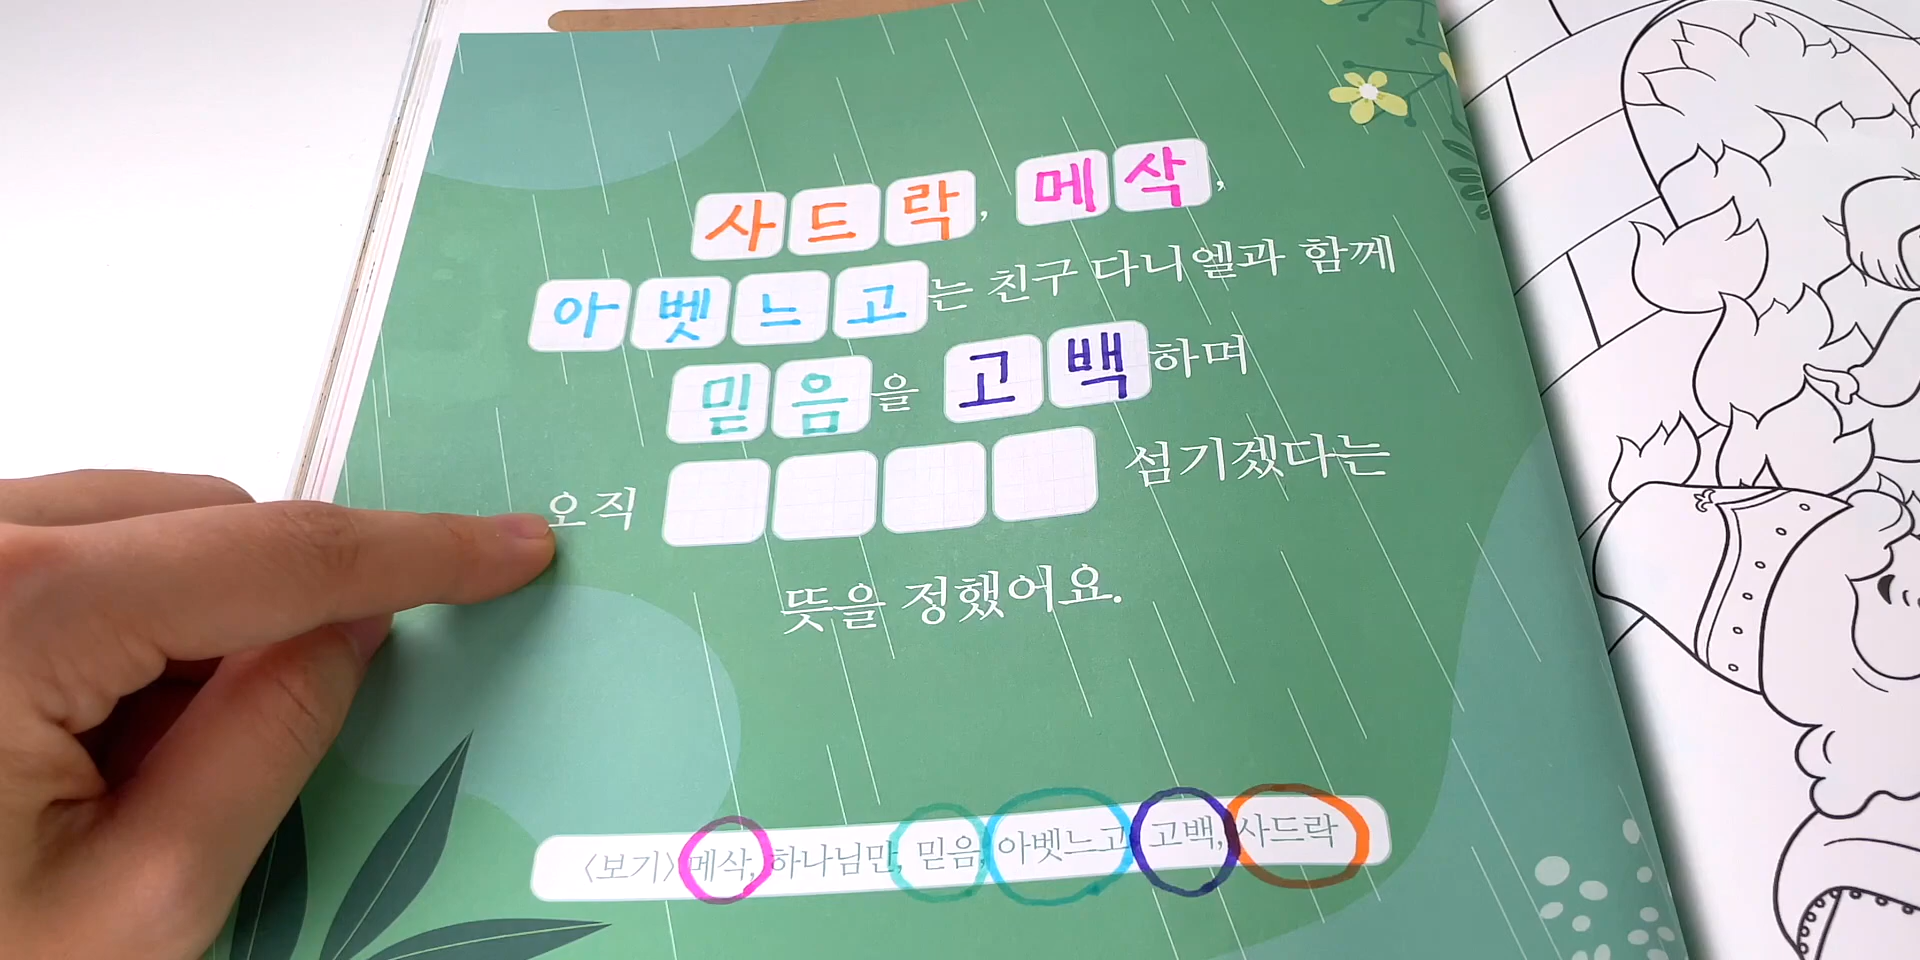 사드락, 메삭,
아벳느고는 친구 다니엘과 함께
믿음을 고백하며
오직 섬기겠다는
뜻을 정했어요.
<보기> 메삭, 하나님만, 믿음, 아벳느고, 고백, 사드락